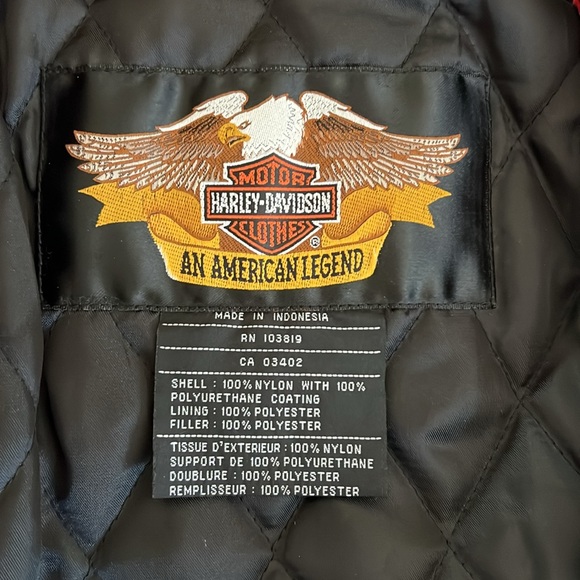 MOTOR
HARLEY-DAVIDSON
CLOTHES
®
AN AMERICAN LEGEND
MADE IN INDONESIA
RN 103819
CA 03402
SHELL : 100% NYLON WITH 100%
POLYURETHANE COATING
LINING : 100% POLYESTER
FILLER : 100% POLYESTER
TISSUE D'EXTERIEUR : 100% NYLON
SUPPORT DE 100% POLYURETHANE
DOUBLURE : 100% POLYESTER
REMPLISSEUR : 100% POLYESTER